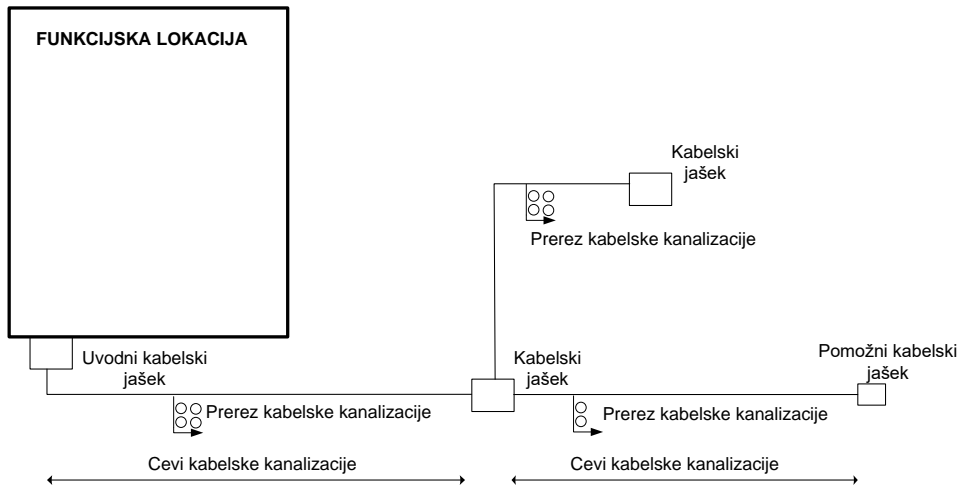 FUNKCIJSKA LOKACIJA
Kabelski
jašek
Prerez kabelske kanalizacije
Uvodni kabelski
jašek
Kabelski
jašek
Pomožni kabelski
jašek
Prerez kabelske kanalizacije
Prerez kabelske kanalizacije
Cevi kabelske kanalizacije
Cevi kabelske kanalizacije